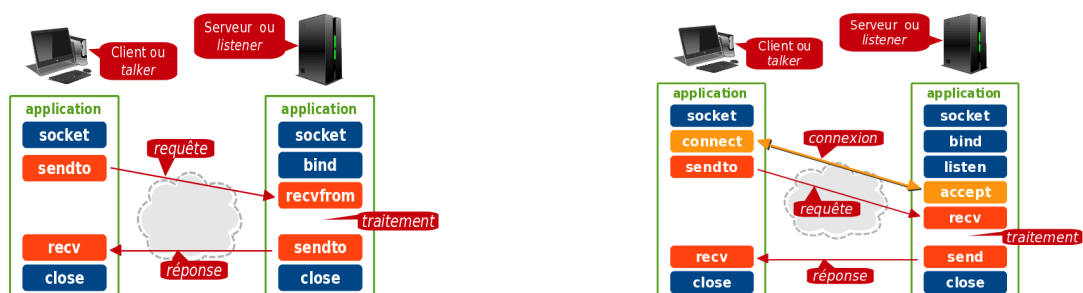 Client ou
talker
Serveur ou
listener
application
socket
sendto
recv
close
requête
réponse
application
socket
bind
recvfrom
traitement
sendto
close
Client ou
talker
Serveur ou
listener
application
socket
connect
sendto
recv
close
connexion
requête
réponse
application
socket
bind
listen
accept
recv
traitement
send
close